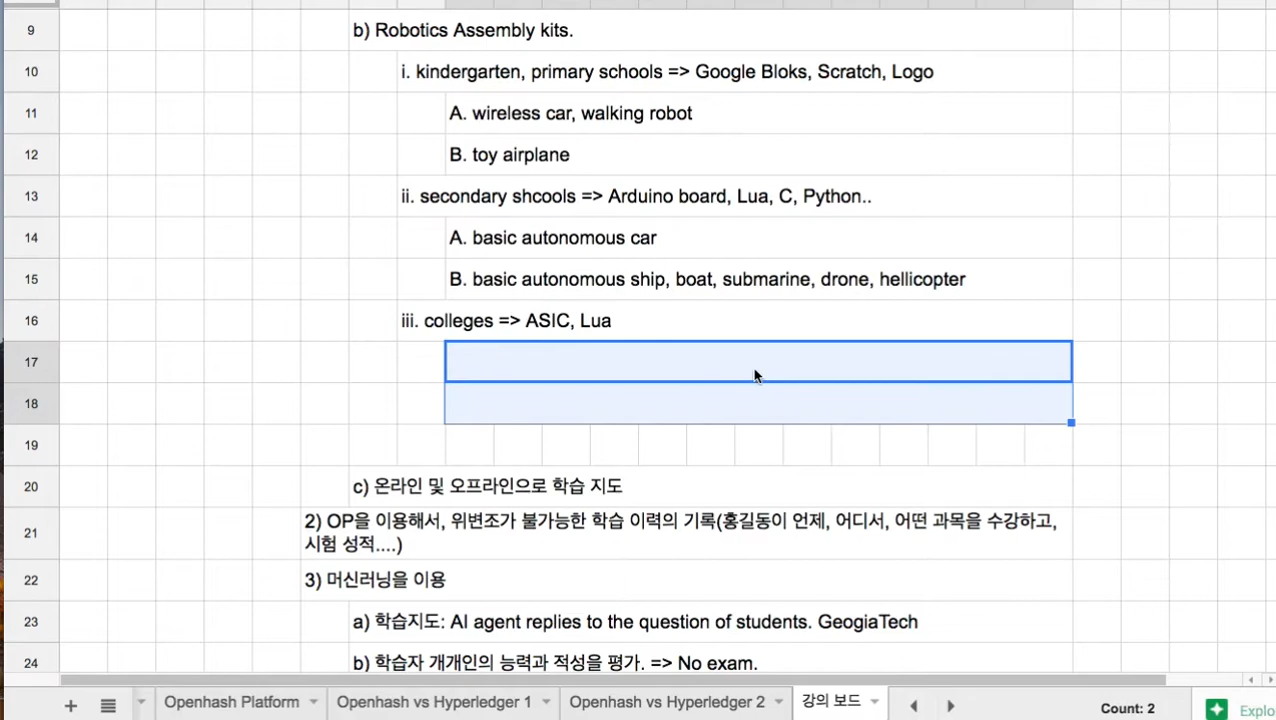 9
b) Robotics Assembly kits.
10
i. kindergarten, primary schools => Google Bloks, Scratch, Logo
11
A. wireless car, walking robot
12
B. toy airplane
13
ii. secondary shcools => Arduino board, Lua, C, Python..
14
A. basic autonomous car
15
B. basic autonomous ship, boat, submarine, drone, hellicopter
16
iii. colleges => ASIC, Lua
17
18
19
20
c) 온라인 및 오프라인으로 학습 지도
21
2) OP을 이용해서, 위변조가 불가능한 학습 이력의 기록(홍길동이 언제, 어디서, 어떤 과목을 수강하고,
시험 성적....)
22
3) 머신러닝을 이용
23
a) 학습지도: AI agent replies to the question of students. GeogiaTech
24
b) 학습자 개개인의 능력과 적성을 평가. => No exam.
Openhash Platform
Openhash vs Hyperledger 1
Openhash vs Hyperledger 2
강의 보드
Count: 2
Explo